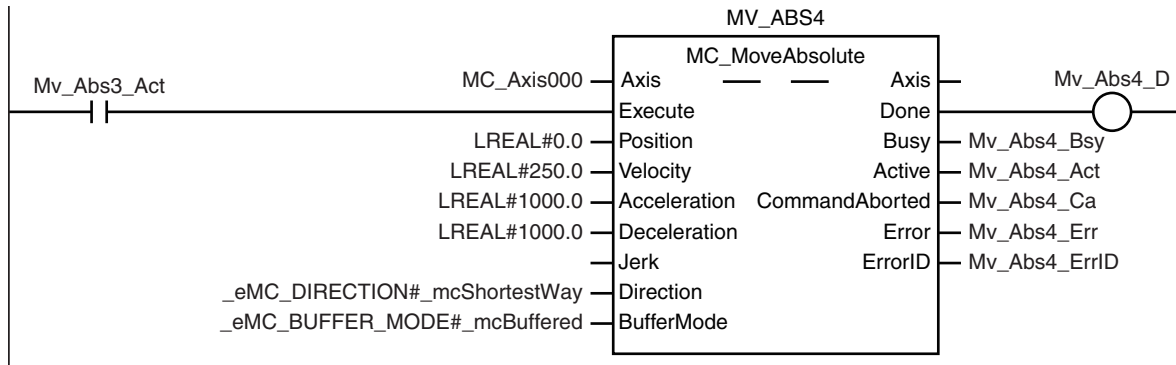 MV_ABS4
MC_MoveAbsolute
Mv_Abs3_Act
MC_Axis000 Axis Axis Mv_Abs4_D
Execute Done
LREAL#0.0 Position Busy Mv_Abs4_Bsy
LREAL#250.0 Velocity Active Mv_Abs4_Act
LREAL#1000.0 Acceleration CommandAborted Mv_Abs4_Ca
LREAL#1000.0 Deceleration Error Mv_Abs4_Err
Jerk ErrorID Mv_Abs4_ErrID
_eMC_DIRECTION#_mcShortestWay Direction
_eMC_BUFFER_MODE#_mcBuffered BufferMode